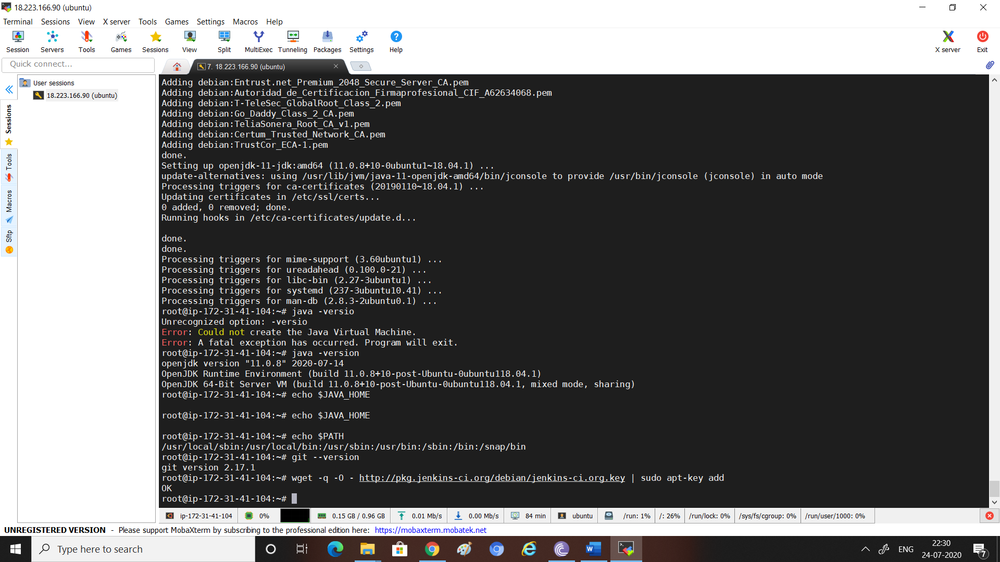 18.223.166.90 (ubuntu)
Terminal Sessions View X server Tools Games Settings Macros Help
Session Servers Tools Games Sessions View Split MultiExec Tunneling Packages Settings Help X server Exit
Quick connect...
7. 18.223.166.90 (ubuntu)
User sessions
18.223.166.90 (ubuntu)
Sessions
Tools
Macros
Sftp
Adding debian:Entrust.net_Premium_2048_Secure_Server_CA.pem
Adding debian:Autoridad_de_Certificacion_Firmaprofesional_CIF_A62634068.pem
Adding debian:T-TeleSec_GlobalRoot_Class_2.pem
Adding debian:Go_Daddy_Class_2_CA.pem
Adding debian:TeliaSonera_Root_CA_v1.pem
Adding debian:Certum_Trusted_Network_CA.pem
Adding debian:TrustCor_ECA-1.pem
done.
Setting up openjdk-11-jdk:amd64 (11.0.8+10-0ubuntu1~18.04.1) ...
update-alternatives: using /usr/lib/jvm/java-11-openjdk-amd64/bin/jconsole to provide /usr/bin/jconsole (jconsole) in auto mode
Processing triggers for ca-certificates (20190110~18.04.1) ...
Updating certificates in /etc/ssl/certs...
0 added, 0 removed; done.
Running hooks in /etc/ca-certificates/update.d...
done.
done.
Processing triggers for mime-support (3.60ubuntu1) ...
Processing triggers for ureadahead (0.100.0-21) ...
Processing triggers for libc-bin (2.27-3ubuntu1) ...
Processing triggers for systemd (237-3ubuntu10.41) ...
Processing triggers for man-db (2.8.3-2ubuntu0.1) ...
root@ip-172-31-41-104:~# java -versio
Unrecognized option: -versio
Error: Could not create the Java Virtual Machine.
Error: A fatal exception has occurred. Program will exit.
root@ip-172-31-41-104:~# java -version
openjdk version "11.0.8" 2020-07-14
OpenJDK Runtime Environment (build 11.0.8+10-post-Ubuntu-0ubuntu118.04.1)
OpenJDK 64-Bit Server VM (build 11.0.8+10-post-Ubuntu-0ubuntu118.04.1, mixed mode, sharing)
root@ip-172-31-41-104:~# echo $JAVA_HOME
root@ip-172-31-41-104:~# echo $JAVA_HOME
root@ip-172-31-41-104:~# echo $PATH
/usr/local/sbin:/usr/local/bin:/usr/sbin:/usr/bin:/sbin:/bin:/snap/bin
root@ip-172-31-41-104:~# git --version
git version 2.17.1
root@ip-172-31-41-104:~# wget -q -O - http://pkg.jenkins-ci.org/debian/jenkins-ci.org.key | sudo apt-key add
OK
root@ip-172-31-41-104:~#
ip-172-31-41-104 0% 0.15 GB / 0.96 GB 0.01 Mb/s 0.00 Mb/s 84 min ubuntu /run: 1% /: 26% /run/lock: 0% /sys/fs/cgroup: 0% /run/user/1000: 0%
UNREGISTERED VERSION - Please support MobaXterm by subscribing to the professional edition here: https://mobaxterm.mobatek.net
Type here to search
ENG
22:30
24-07-2020
7